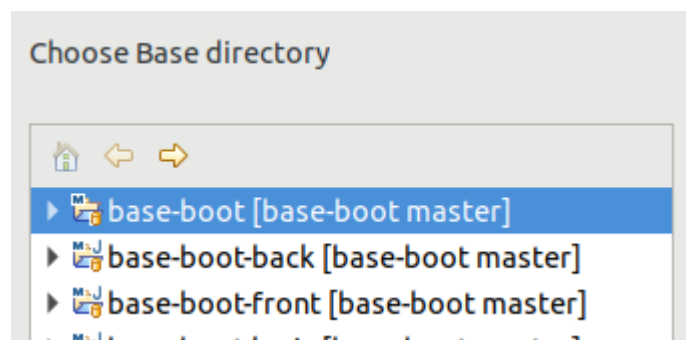 Choose Base directory
base-boot [base-boot master]
base-boot-back [base-boot master]
base-boot-front [base-boot master]